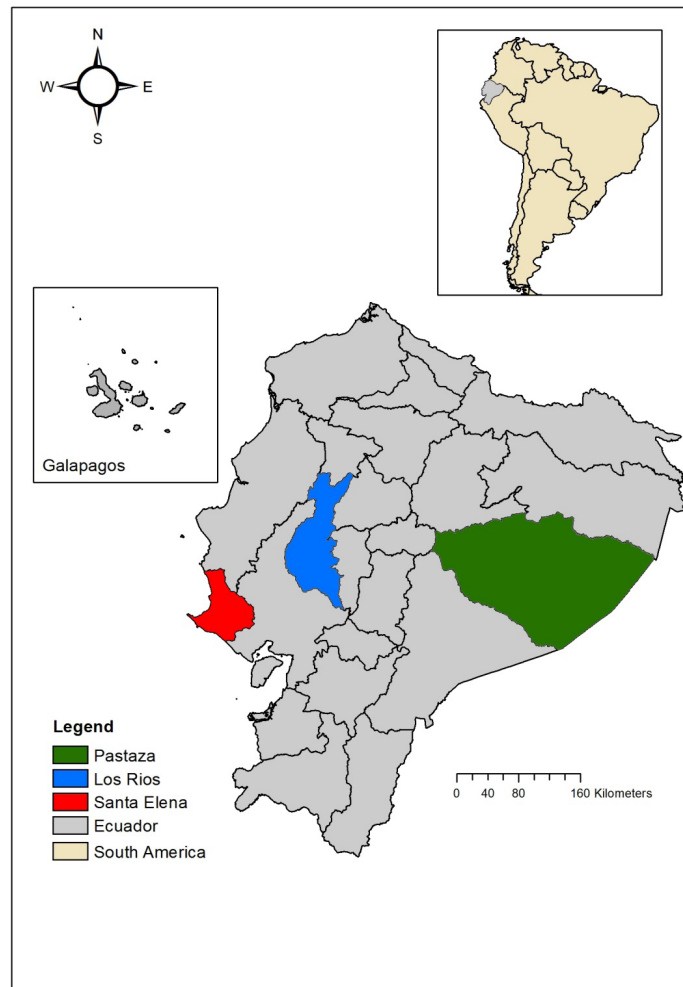 N
W E
S
Galapagos
Legend
Pastaza
Los Rios
Santa Elena
Ecuador
South America
0 40 80 160 Kilometers